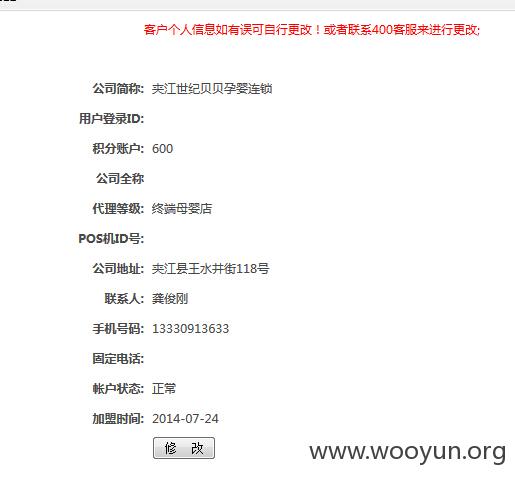 客户个人信息如有误可自行更改！或者联系400客服来进行更改;
公司简称: 夹江世纪贝贝孕婴连锁
用户登录ID:
积分账户: 600
公司全称
代理等级: 终端母婴店
POS机ID号:
公司地址: 夹江县王水井街118号
联系人: 龚俊刚
手机号码: 13330913633
固定电话:
帐户状态: 正常
加盟时间: 2014-07-24
修 改
www.wooyun.org